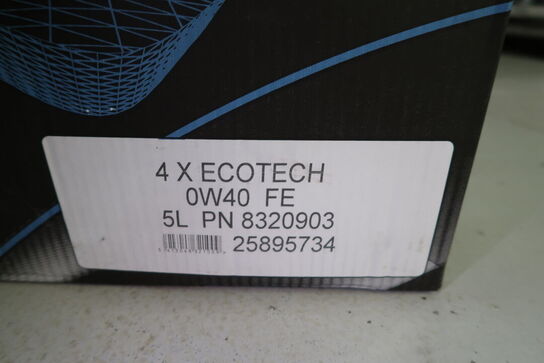 4 X ECOTECH
0W40 FE
5L PN 8320903
25895734